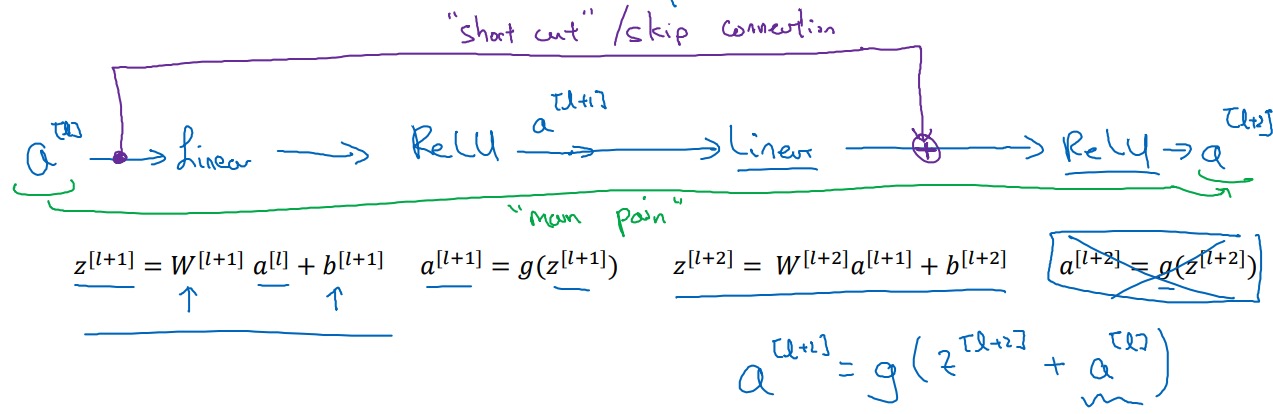 "short cut" / skip connection
a^{[l]} → Linear → ReLU a^{[l+1]} → Linear → ⊕ → ReLU → a^{[l+2]}
"main path"
z^{[l+1]} = W^{[l+1]} a^{[l]} + b^{[l+1]} a^{[l+1]} = g(z^{[l+1]}) z^{[l+2]} = W^{[l+2]}a^{[l+1]} + b^{[l+2]} a^{[l+2]} = g(z^{[l+2]})
a^{[l+2]} = g(z^{[l+2]} + a^{[l]})